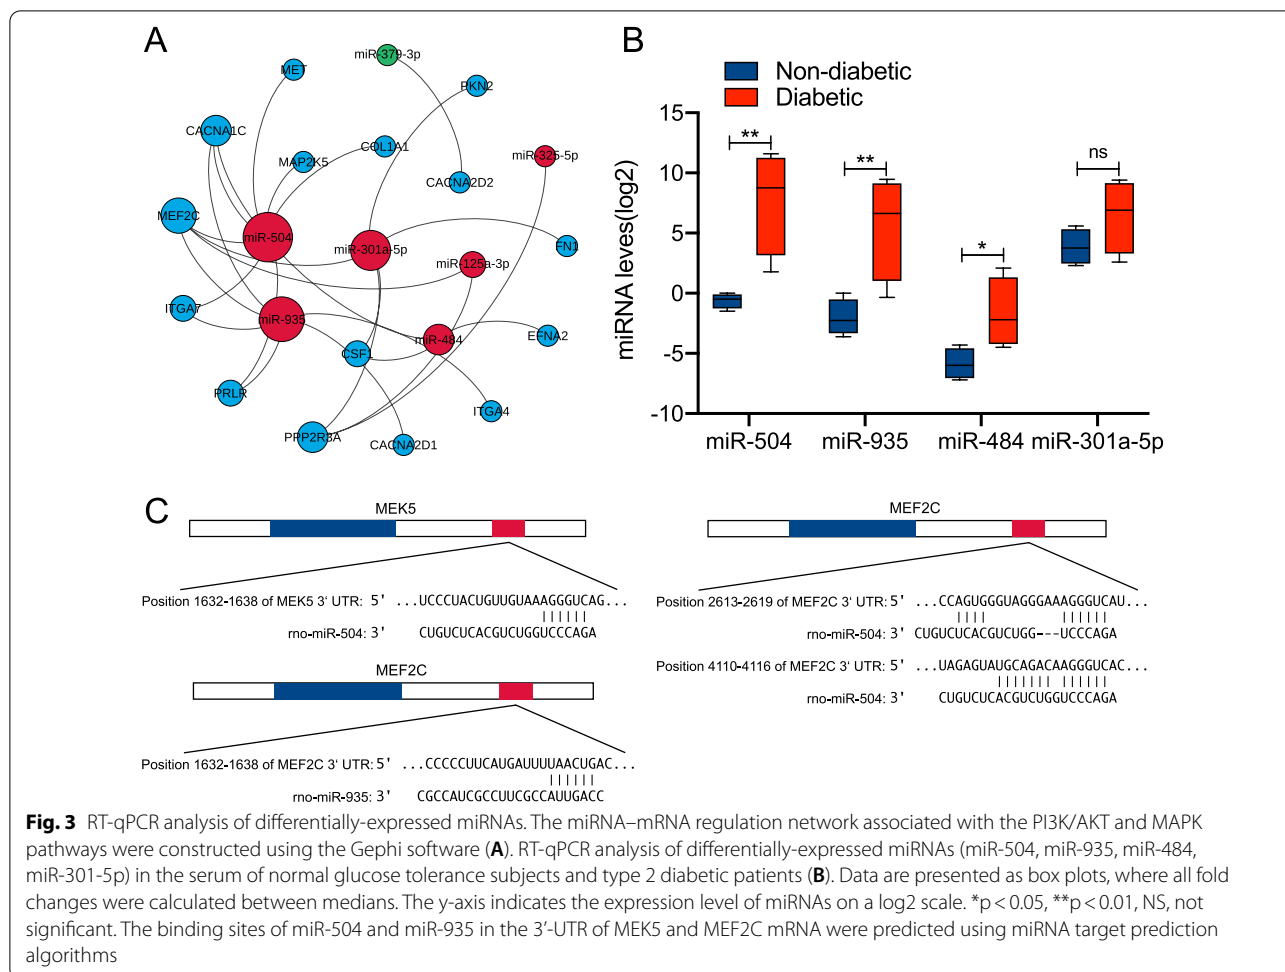 A
miR-379-3p
MET
PKN2
CACNA1C
COL1A1
MAP2K5
miR-325-5p
CACNA2D2
MEF2C
miR-504
miR-301a-5p
FN1
miR-125a-3p
ITGA7
miR-935
miR-484
EFNA2
CSF1
PRLR
ITGA4
PPP2R3A
CACNA2D1
B
Non-diabetic
Diabetic
miRNA levels(log2)
15
10
5
0
-5
-10
**
**
*
ns
miR-504 miR-935 miR-484 miR-301a-5p
C
MEK5
Position 1632-1638 of MEK5 3' UTR: 5' ...UCCCUACUGUUGUAAAGGGUCAG...
rno-miR-504: 3' CUGUCUCACGUCUGGUCCCAGA
MEF2C
Position 1632-1638 of MEF2C 3' UTR: 5' ...CCCCCUUCAUGAUUUUAACUGAC...
rno-miR-935: 3' CGCCAUCGCCUUCGCCAUUGACC
MEF2C
Position 2613-2619 of MEF2C 3' UTR: 5' ...CCAGUGGGUAGGGAAAGGGUCAU...
rno-miR-504: 3' CUGUCUCACGUCUGG---UCCCAGA
Position 4110-4116 of MEF2C 3' UTR: 5' ...UAGAGUAUGCAGACAAGGGUCAC...
rno-miR-504: 3' CUGUCUCACGUCUGGUCCCAGA
Fig. 3 RT-qPCR analysis of differentially-expressed miRNAs. The miRNA–mRNA regulation network associated with the PI3K/AKT and MAPK
pathways were constructed using the Gephi software (A). RT-qPCR analysis of differentially-expressed miRNAs (miR-504, miR-935, miR-484,
miR-301-5p) in the serum of normal glucose tolerance subjects and type 2 diabetic patients (B). Data are presented as box plots, where all fold
changes were calculated between medians. The y-axis indicates the expression level of miRNAs on a log2 scale. *p < 0.05, **p < 0.01, NS, not
significant. The binding sites of miR-504 and miR-935 in the 3'-UTR of MEK5 and MEF2C mRNA were predicted using miRNA target prediction
algorithms